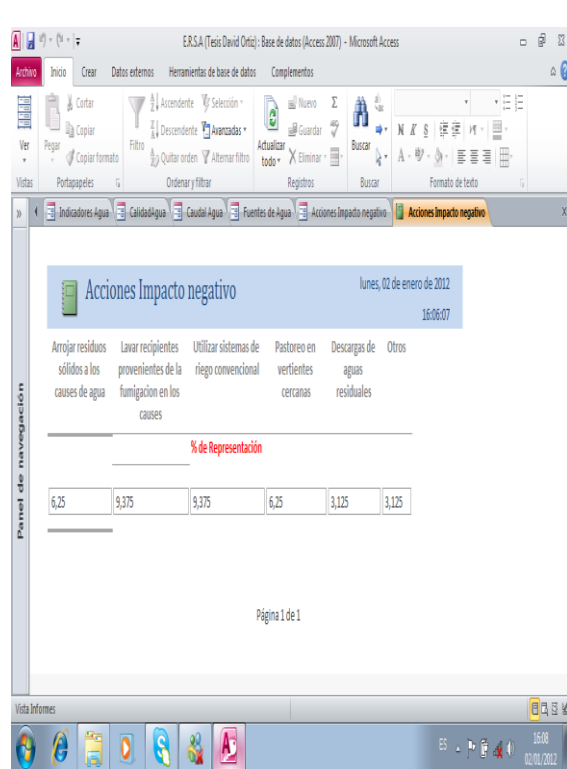 E.R.S.A (Tesis David Ortiz) : Base de datos (Access 2007) - Microsoft Access
Archivo Inicio Crear Datos externos Herramientas de base de datos Complementos
Ver
Pegar
Cortar
Copiar
Copiar formato
Filtro
Ascendente
Descendente
Quitar orden
Selección
Avanzadas
Alternar filtro
Actualizar todo
Nuevo
Guardar
Eliminar
Buscar
N K S
Vistas Portapapeles Ordenar y filtrar Registros Buscar Formato de texto
Indicadores Agua CalidadAgua Caudal Agua Fuentes de Agua Acciones Impacto negativo Acciones Impacto negativo
Panel de navegación
Acciones Impacto negativo
lunes, 02 de enero de 2012
16:06:07
Arrojar residuos sólidos a los causes de agua
Lavar recipientes provenientes de la fumigacion en los causes
Utilizar sistemas de riego convencional
Pastoreo en vertientes cercanas
Descargas de aguas residuales
Otros
% de Representación
6,25 9,375 9,375 6,25 3,125 3,125
Página 1 de 1
Vista Informes
ES
16:08
02/01/2012